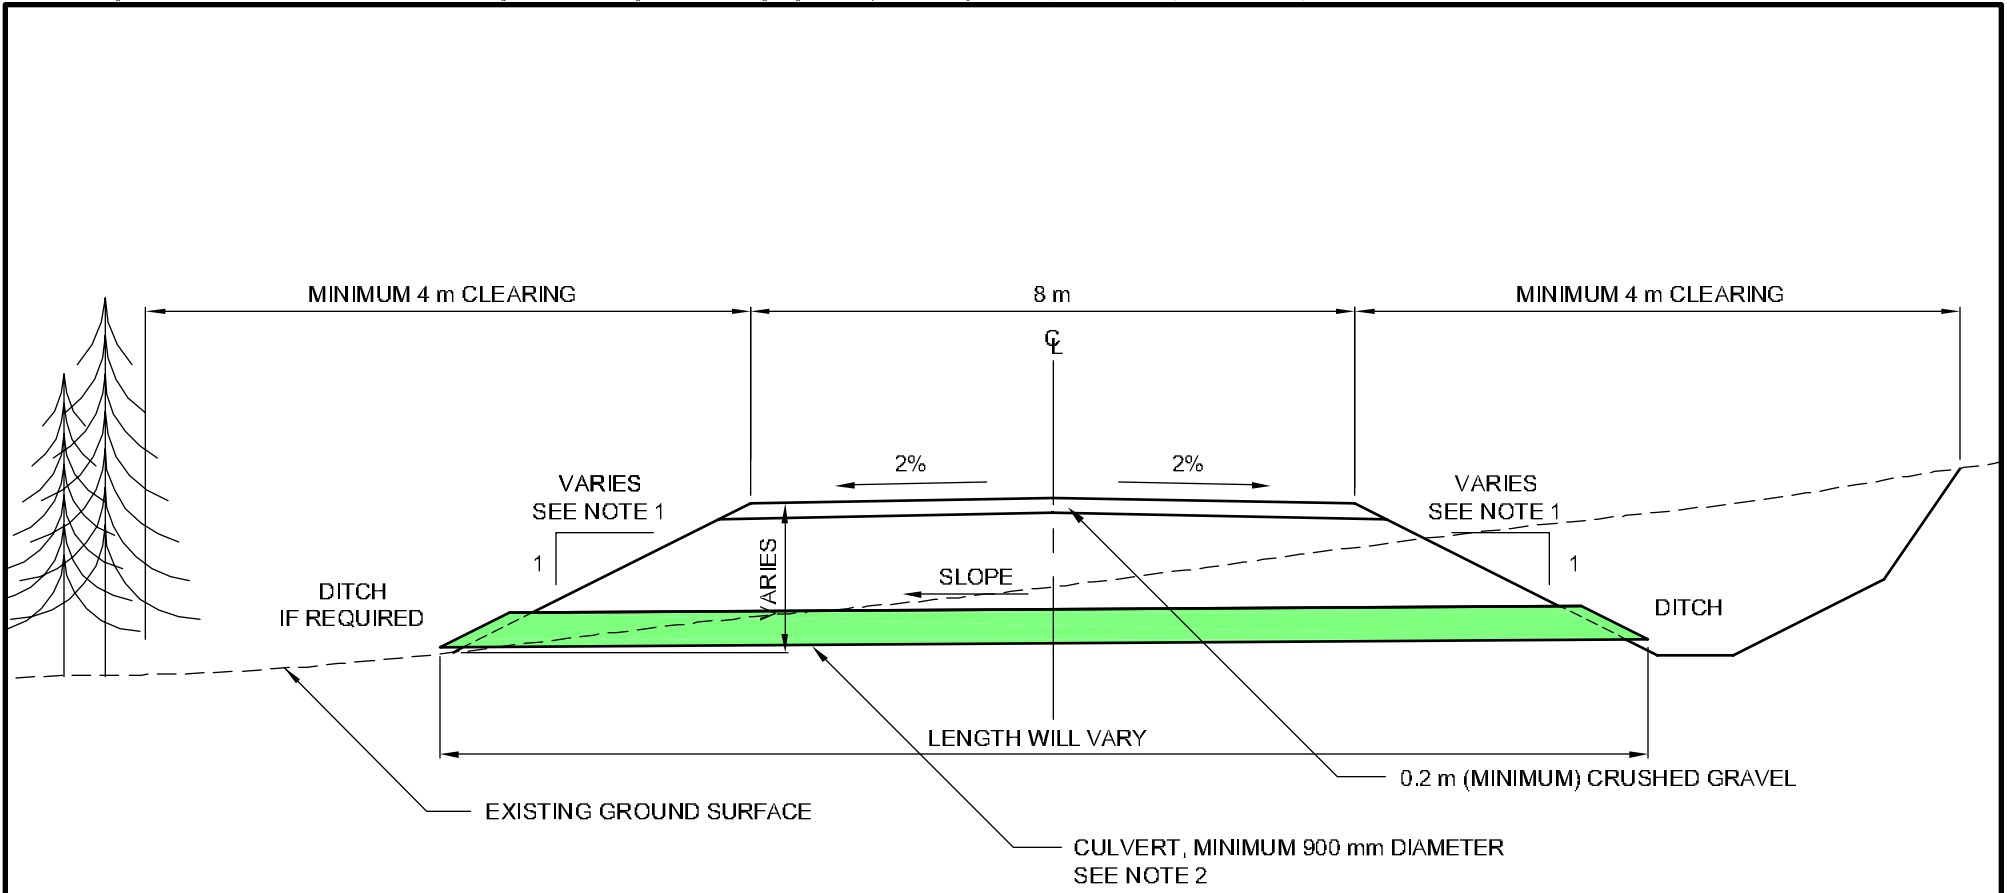 MINIMUM 4 m CLEARING
8 m
MINIMUM 4 m CLEARING
℄
2%
2%
VARIES
SEE NOTE 1
VARIES
SEE NOTE 1
1
1
VARIES
SLOPE
DITCH
IF REQUIRED
DITCH
LENGTH WILL VARY
0.2 m (MINIMUM) CRUSHED GRAVEL
EXISTING GROUND SURFACE
CULVERT, MINIMUM 900 mm DIAMETER
SEE NOTE 2